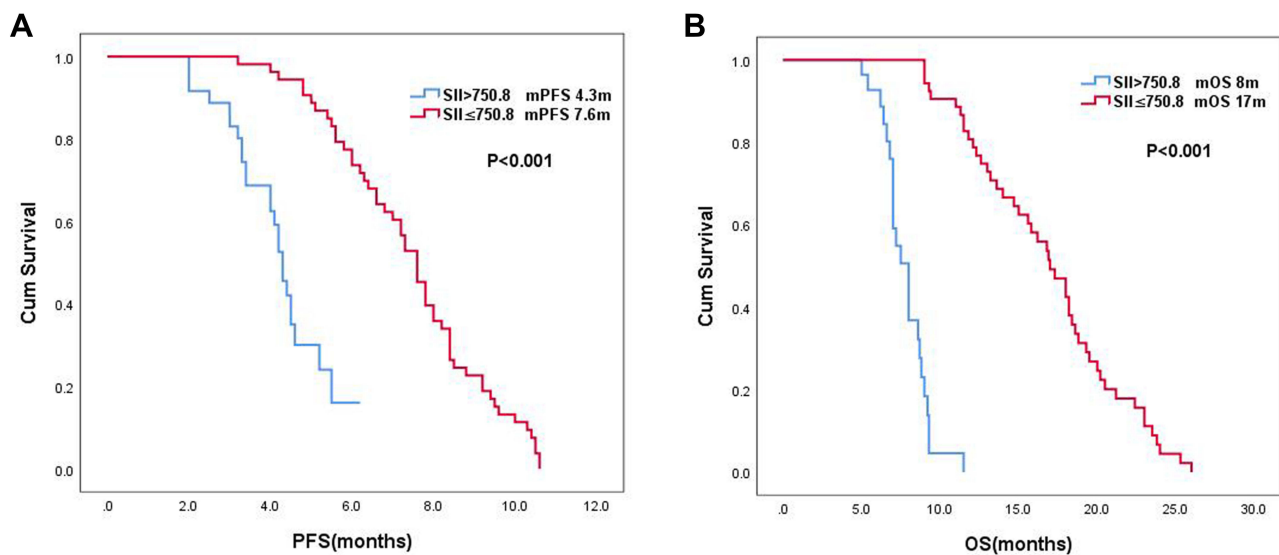 A
Cum Survival
1.0
0.8
0.6
0.4
0.2
0.0
SII>750.8 mPFS 4.3m
SII≤750.8 mPFS 7.6m
P<0.001
.0 2.0 4.0 6.0 8.0 10.0 12.0
PFS(months)
B
Cum Survival
1.0
0.8
0.6
0.4
0.2
0.0
SII>750.8 mOS 8m
SII≤750.8 mOS 17m
P<0.001
.0 5.0 10.0 15.0 20.0 25.0 30.0
OS(months)